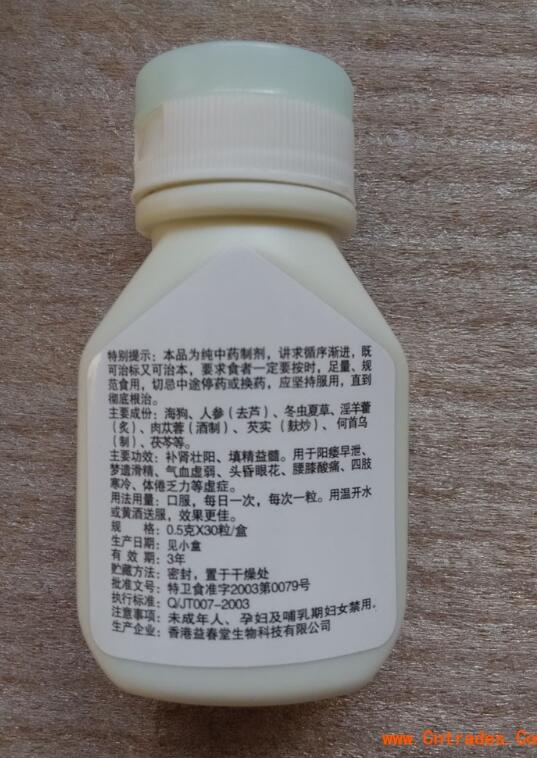 特别提示：本品为纯中药制剂，讲求循序渐进，既
可治标又可治本，要求食者一定要按时，足量、规
范食用，切忌中途停药或换药，应坚持服用，直到
彻底根治。
主要成份：海狗、人参（去芦）、冬虫夏草、淫羊藿
（炙）、肉苁蓉（酒制）、芡实（麸炒）、何首乌
（制）、茯苓等。
主要功效：补肾壮阳、填精益髓。用于阳痿早泄、
梦遗滑精、气血虚弱、头昏眼花、腰膝酸痛、四肢
寒冷、体倦乏力等虚症。
用法用量：口服，每日一次，每次一粒。用温开水
或黄酒送服，效果更佳。
规 格：0.5克X30粒/盒
生产日期：见小盒
有 效 期：3年
贮藏方法：密封，置于干燥处
批准文号：特卫食准字2003第0079号
执行标准：Q/JT007-2003
注意事项：未成年人、孕妇及哺乳期妇女禁用。
生产企业：香港益春堂生物科技有限公司
www.Cntrades.Co